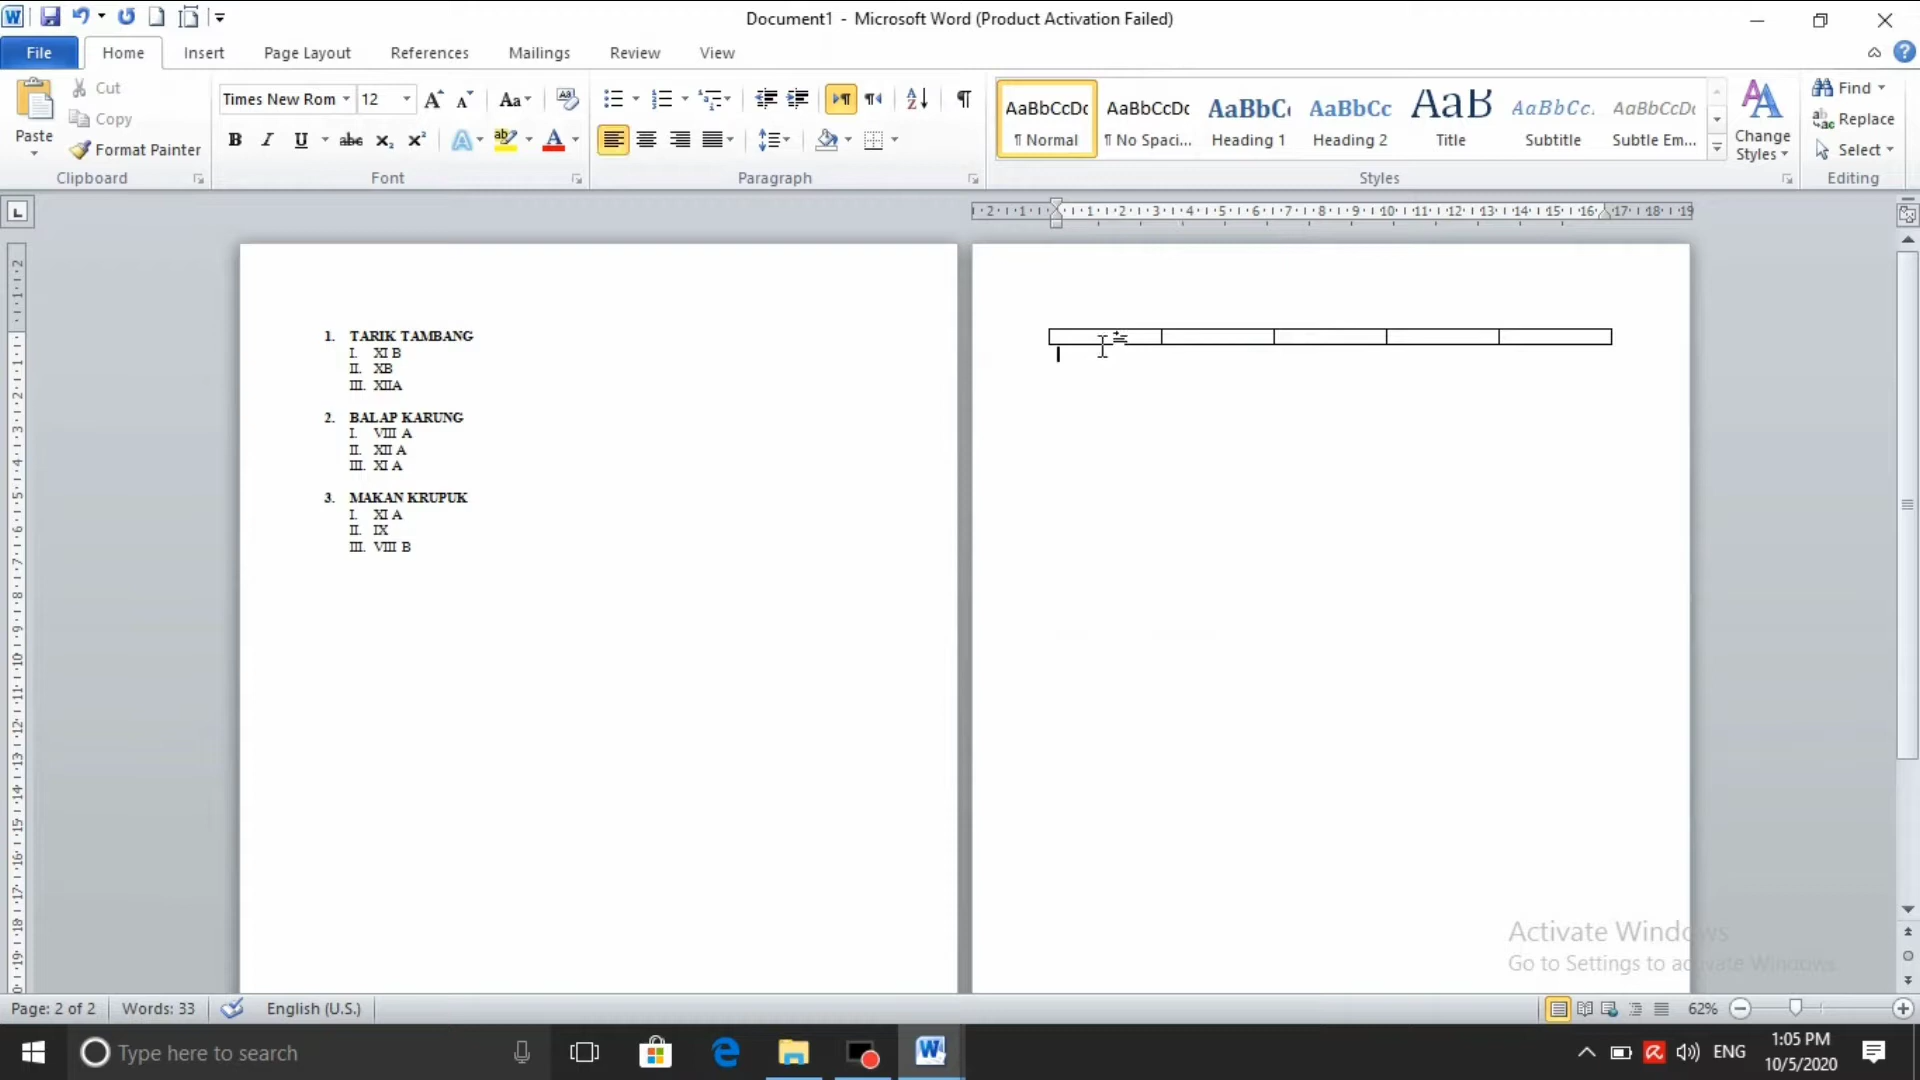 Document1 - Microsoft Word (Product Activation Failed)
File Home Insert Page Layout References Mailings Review View
Paste
Cut
Copy
Format Painter
Clipboard
Times New Rom 12
Font
Paragraph
AaBbCcDc AaBbCcDc AaBbC AaBbCc AaB AaBbCc. AaBbCcDc
¶ Normal ¶ No Spaci... Heading 1 Heading 2 Title Subtitle Subtle Em...
Change Styles
Styles
Find
Replace
Select
Editing
1. TARIK TAMBANG
I. XI B
II. XB
III. XIIA
2. BALAP KARUNG
I. VIII A
II. XII A
III. XI A
3. MAKAN KRUPUK
I. XI A
II. IX
III. VIII B
Activate Windows
Go to Settings to activate Windows.
Page: 2 of 2 Words: 33 English (U.S.) 62%
Type here to search
ENG
1:05 PM
10/5/2020